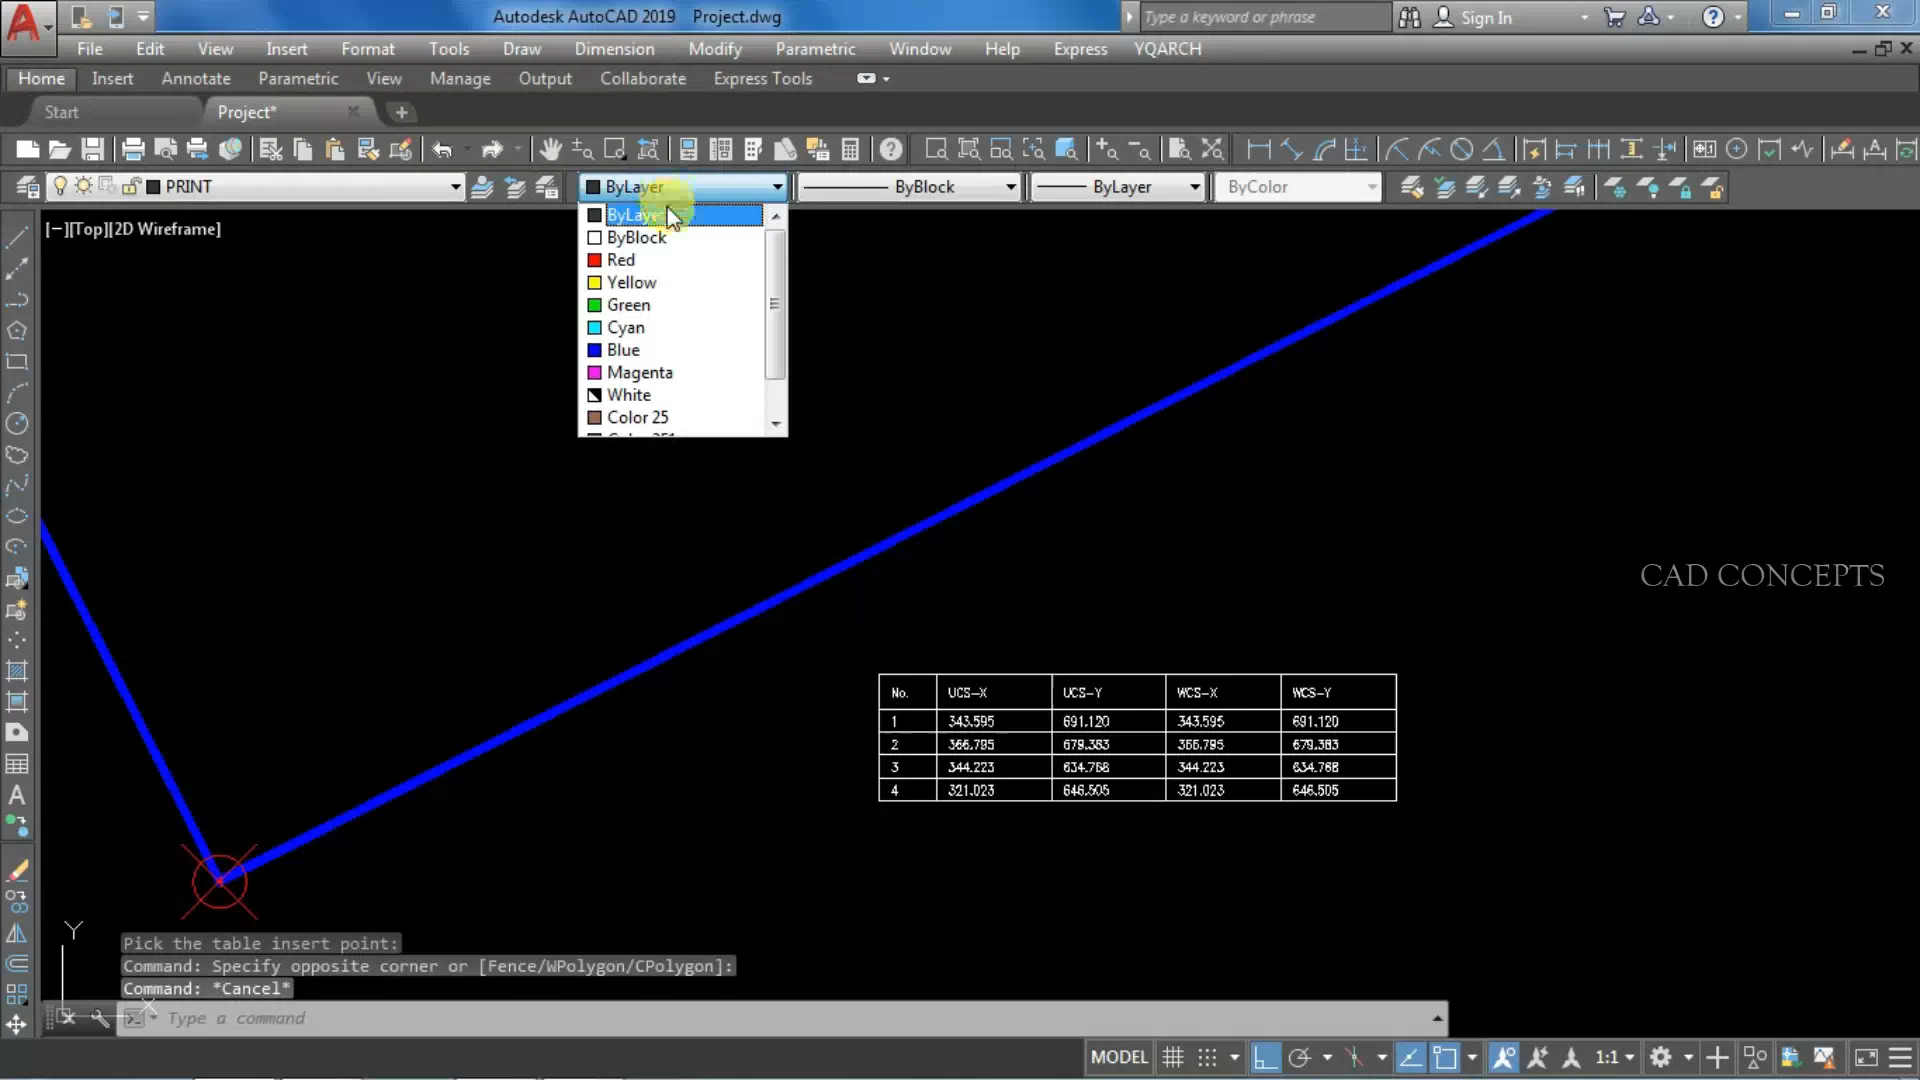 Autodesk AutoCAD 2019 Project.dwg
Type a keyword or phrase
Sign In
File Edit View Insert Format Tools Draw Dimension Modify Parametric Window Help Express YQARCH
Home Insert Annotate Parametric View Manage Output Collaborate Express Tools
Start Project*
PRINT
ByLayer
ByBlock
ByLayer
ByColor
[−][Top][2D Wireframe]
ByLayer
ByBlock
Red
Yellow
Green
Cyan
Blue
Magenta
White
Color 25
CAD CONCEPTS
No. UCS-X UCS-Y WCS-X WCS-Y
1 343.595 691.120 343.595 691.120
2 366.795 679.383 366.795 679.383
3 344.223 634.768 344.223 634.768
4 321.023 646.505 321.023 646.505
Y
X
Pick the table insert point:
Command: Specify opposite corner or [Fence/WPolygon/CPolygon]:
Command: *Cancel*
Type a command
MODEL 1:1